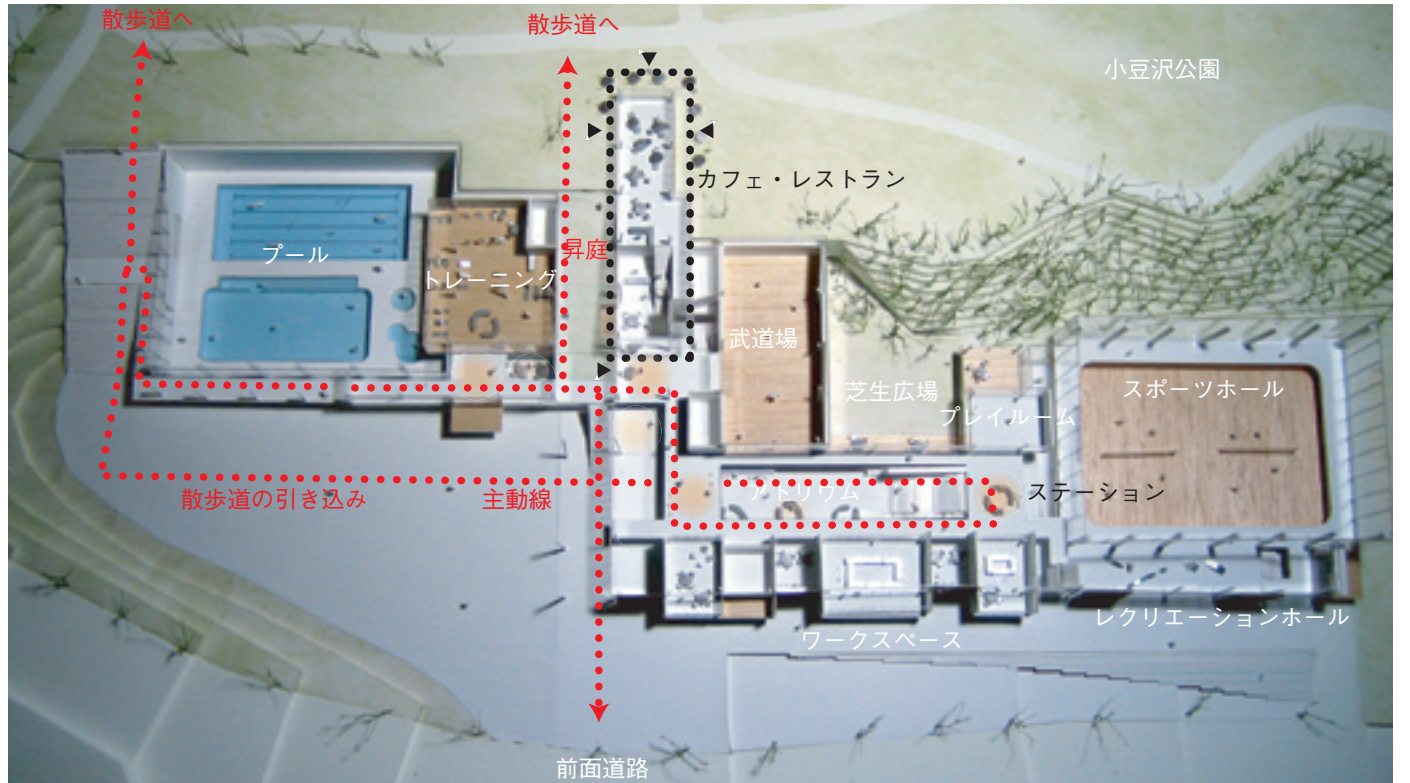 散歩道へ
散歩道へ
小豆沢公園
カフェ・レストラン
プール
昇庭
トレーニング
武道場
芝生広場
スポーツホール
プレイルーム
アトリウム
ステーション
散歩道の引き込み
主動線
レクリエーションホール
ワークスペース
前面道路